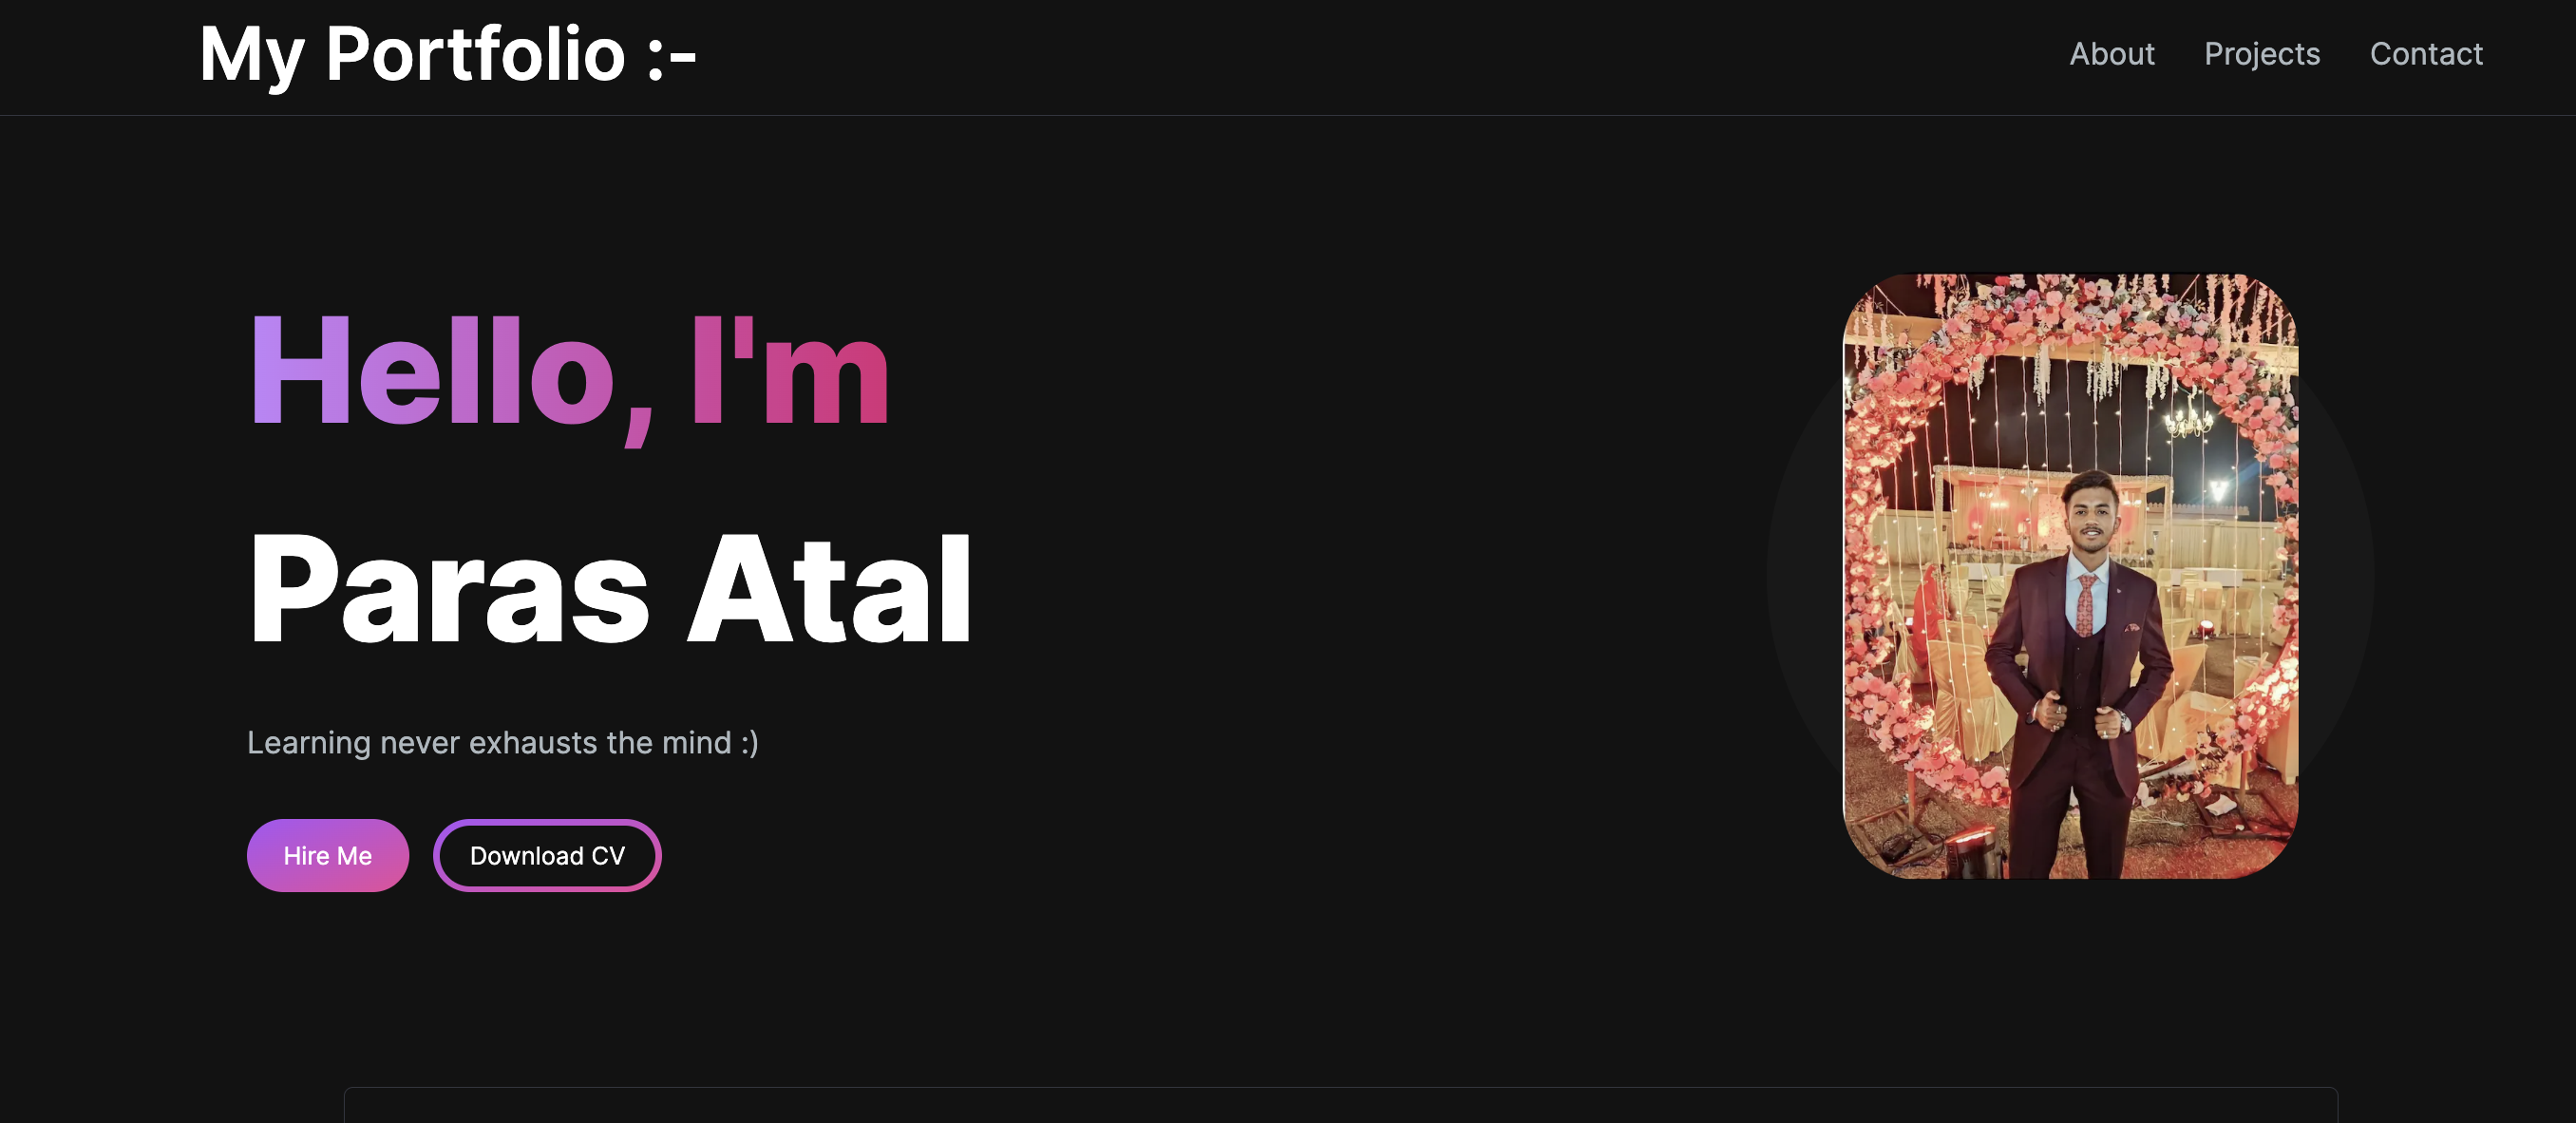 My Portfolio :-
About Projects Contact
Hello, I'm
Paras Atal
Learning never exhausts the mind :)
Hire Me Download CV